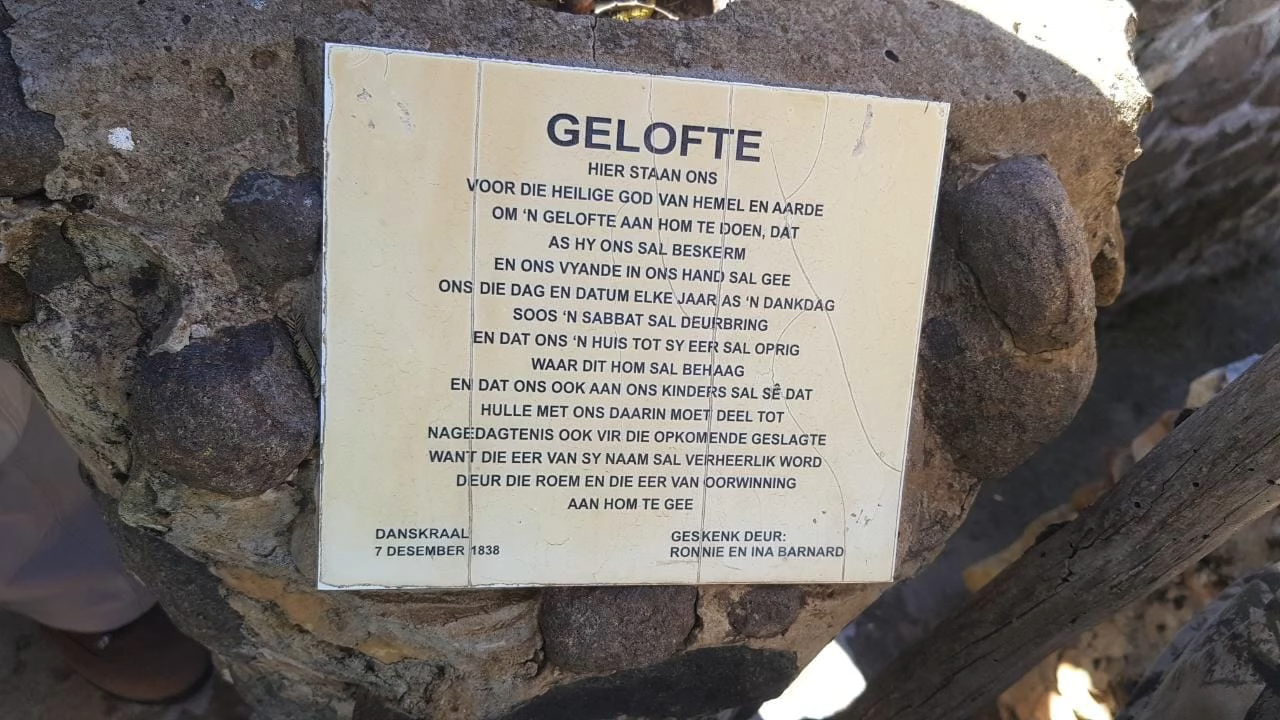 GELOFTE
HIER STAAN ONS
VOOR DIE HEILIGE GOD VAN HEMEL EN AARDE
OM ‘N GELOFTE AAN HOM TE DOEN, DAT
AS HY ONS SAL BESKERM
EN ONS VYANDE IN ONS HAND SAL GEE
ONS DIE DAG EN DATUM ELKE JAAR AS ‘N DANKDAG
SOOS ‘N SABBAT SAL DEURBRING
EN DAT ONS ‘N HUIS TOT SY EER SAL OPRIG
WAAR DIT HOM SAL BEHAAG
EN DAT ONS OOK AAN ONS KINDERS SAL SÊ DAT
HULLE MET ONS DAARIN MOET DEEL TOT
NAGEDAGTENIS OOK VIR DIE OPKOMENDE GESLAGTE
WANT DIE EER VAN SY NAAM SAL VERHEERLIK WORD
DEUR DIE ROEM EN DIE EER VAN OORWINNING
AAN HOM TE GEE
DANSKRAAL
7 DESEMBER 1838
GESKENK DEUR:
RONNIE EN INA BARNARD